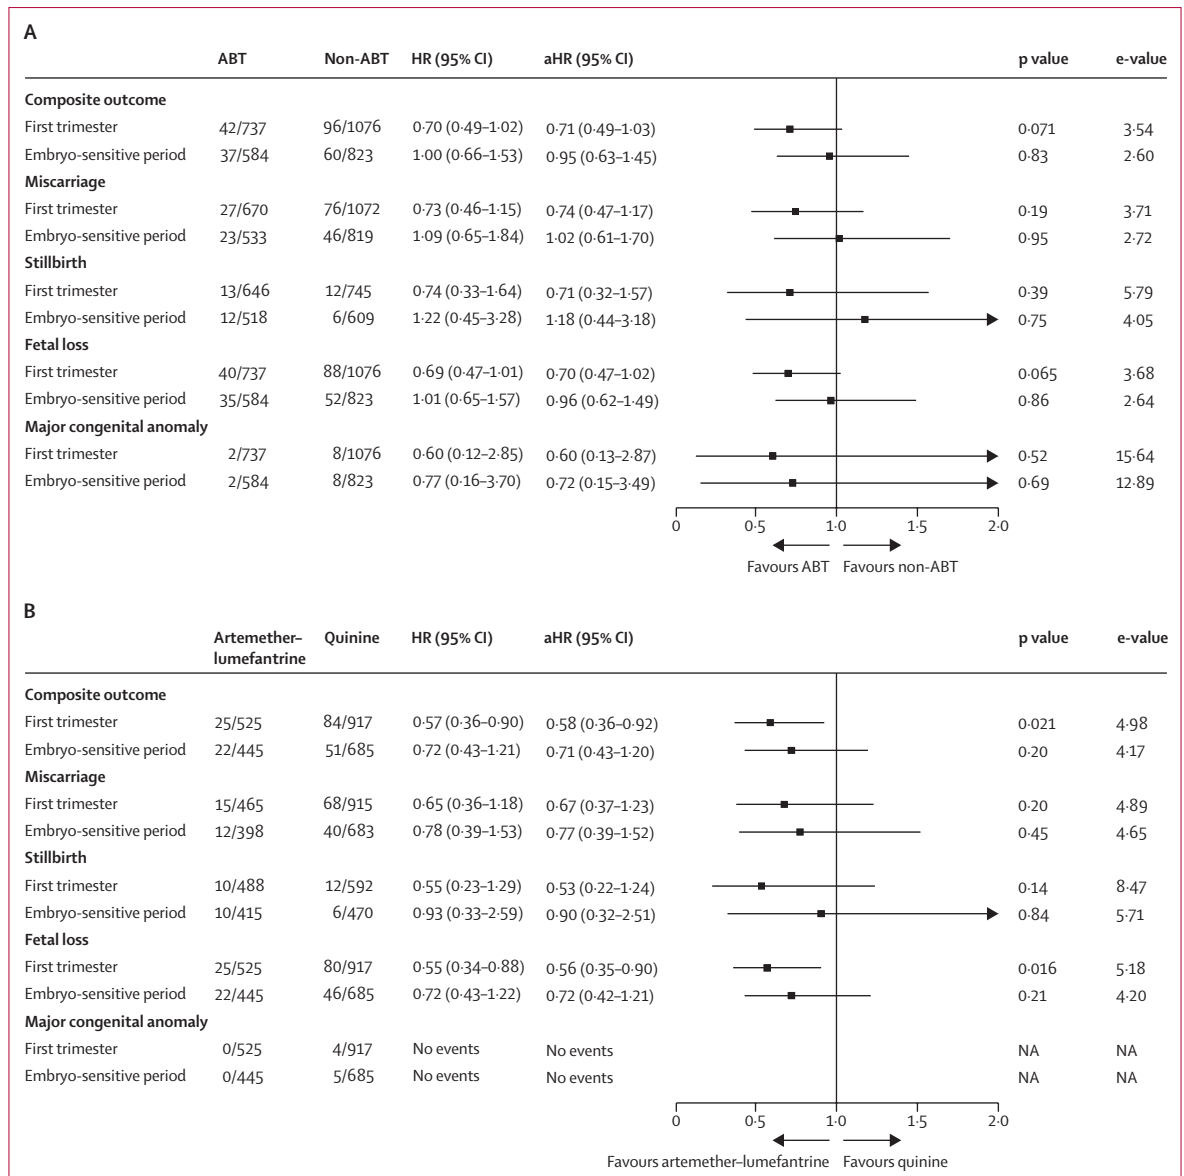 A
ABT Non-ABT HR (95% CI) aHR (95% CI) p value e-value
Composite outcome
First trimester 42/737 96/1076 0·70 (0·49–1·02) 0·71 (0·49–1·03) 0·071 3·54
Embryo-sensitive period 37/584 60/823 1·00 (0·66–1·53) 0·95 (0·63–1·45) 0·83 2·60
Miscarriage
First trimester 27/670 76/1072 0·73 (0·46–1·15) 0·74 (0·47–1·17) 0·19 3·71
Embryo-sensitive period 23/533 46/819 1·09 (0·65–1·84) 1·02 (0·61–1·70) 0·95 2·72
Stillbirth
First trimester 13/646 12/745 0·74 (0·33–1·64) 0·71 (0·32–1·57) 0·39 5·79
Embryo-sensitive period 12/518 6/609 1·22 (0·45–3·28) 1·18 (0·44–3·18) 0·75 4·05
Fetal loss
First trimester 40/737 88/1076 0·69 (0·47–1·01) 0·70 (0·47–1·02) 0·065 3·68
Embryo-sensitive period 35/584 52/823 1·01 (0·65–1·57) 0·96 (0·62–1·49) 0·86 2·64
Major congenital anomaly
First trimester 2/737 8/1076 0·60 (0·12–2·85) 0·60 (0·13–2·87) 0·52 15·64
Embryo-sensitive period 2/584 8/823 0·77 (0·16–3·70) 0·72 (0·15–3·49) 0·69 12·89
0 0·5 1·0 1·5 2·0
Favours ABT Favours non-ABT
B
Artemether– Quinine HR (95% CI) aHR (95% CI) p value e-value
lumefantrine
Composite outcome
First trimester 25/525 84/917 0·57 (0·36–0·90) 0·58 (0·36–0·92) 0·021 4·98
Embryo-sensitive period 22/445 51/685 0·72 (0·43–1·21) 0·71 (0·43–1·20) 0·20 4·17
Miscarriage
First trimester 15/465 68/915 0·65 (0·36–1·18) 0·67 (0·37–1·23) 0·20 4·89
Embryo-sensitive period 12/398 40/683 0·78 (0·39–1·53) 0·77 (0·39–1·52) 0·45 4·65
Stillbirth
First trimester 10/488 12/592 0·55 (0·23–1·29) 0·53 (0·22–1·24) 0·14 8·47
Embryo-sensitive period 10/415 6/470 0·93 (0·33–2·59) 0·90 (0·32–2·51) 0·84 5·71
Fetal loss
First trimester 25/525 80/917 0·55 (0·34–0·88) 0·56 (0·35–0·90) 0·016 5·18
Embryo-sensitive period 22/445 46/685 0·72 (0·43–1·22) 0·72 (0·42–1·21) 0·21 4·20
Major congenital anomaly
First trimester 0/525 4/917 No events No events NA NA
Embryo-sensitive period 0/445 5/685 No events No events NA NA
0 0·5 1·0 1·5 2·0
Favours artemether–lumefantrine Favours quinine